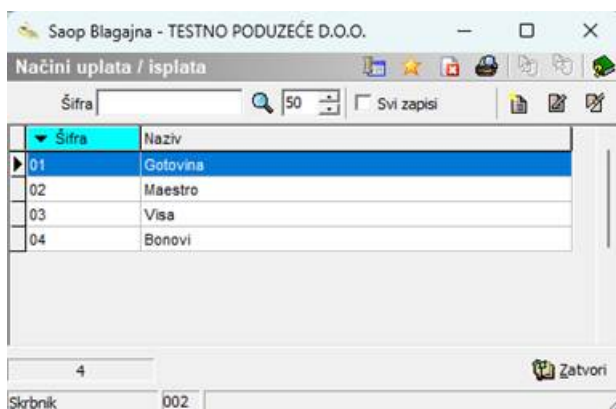 Saop Blagajna - TESTNO PODUZEĆE D.O.O.
Načini uplata / isplata
Šifra 50 Svi zapisi
Šifra Naziv
01 Gotovina
02 Maestro
03 Visa
04 Bonovi
4 Zatvori
Skrbnik 002